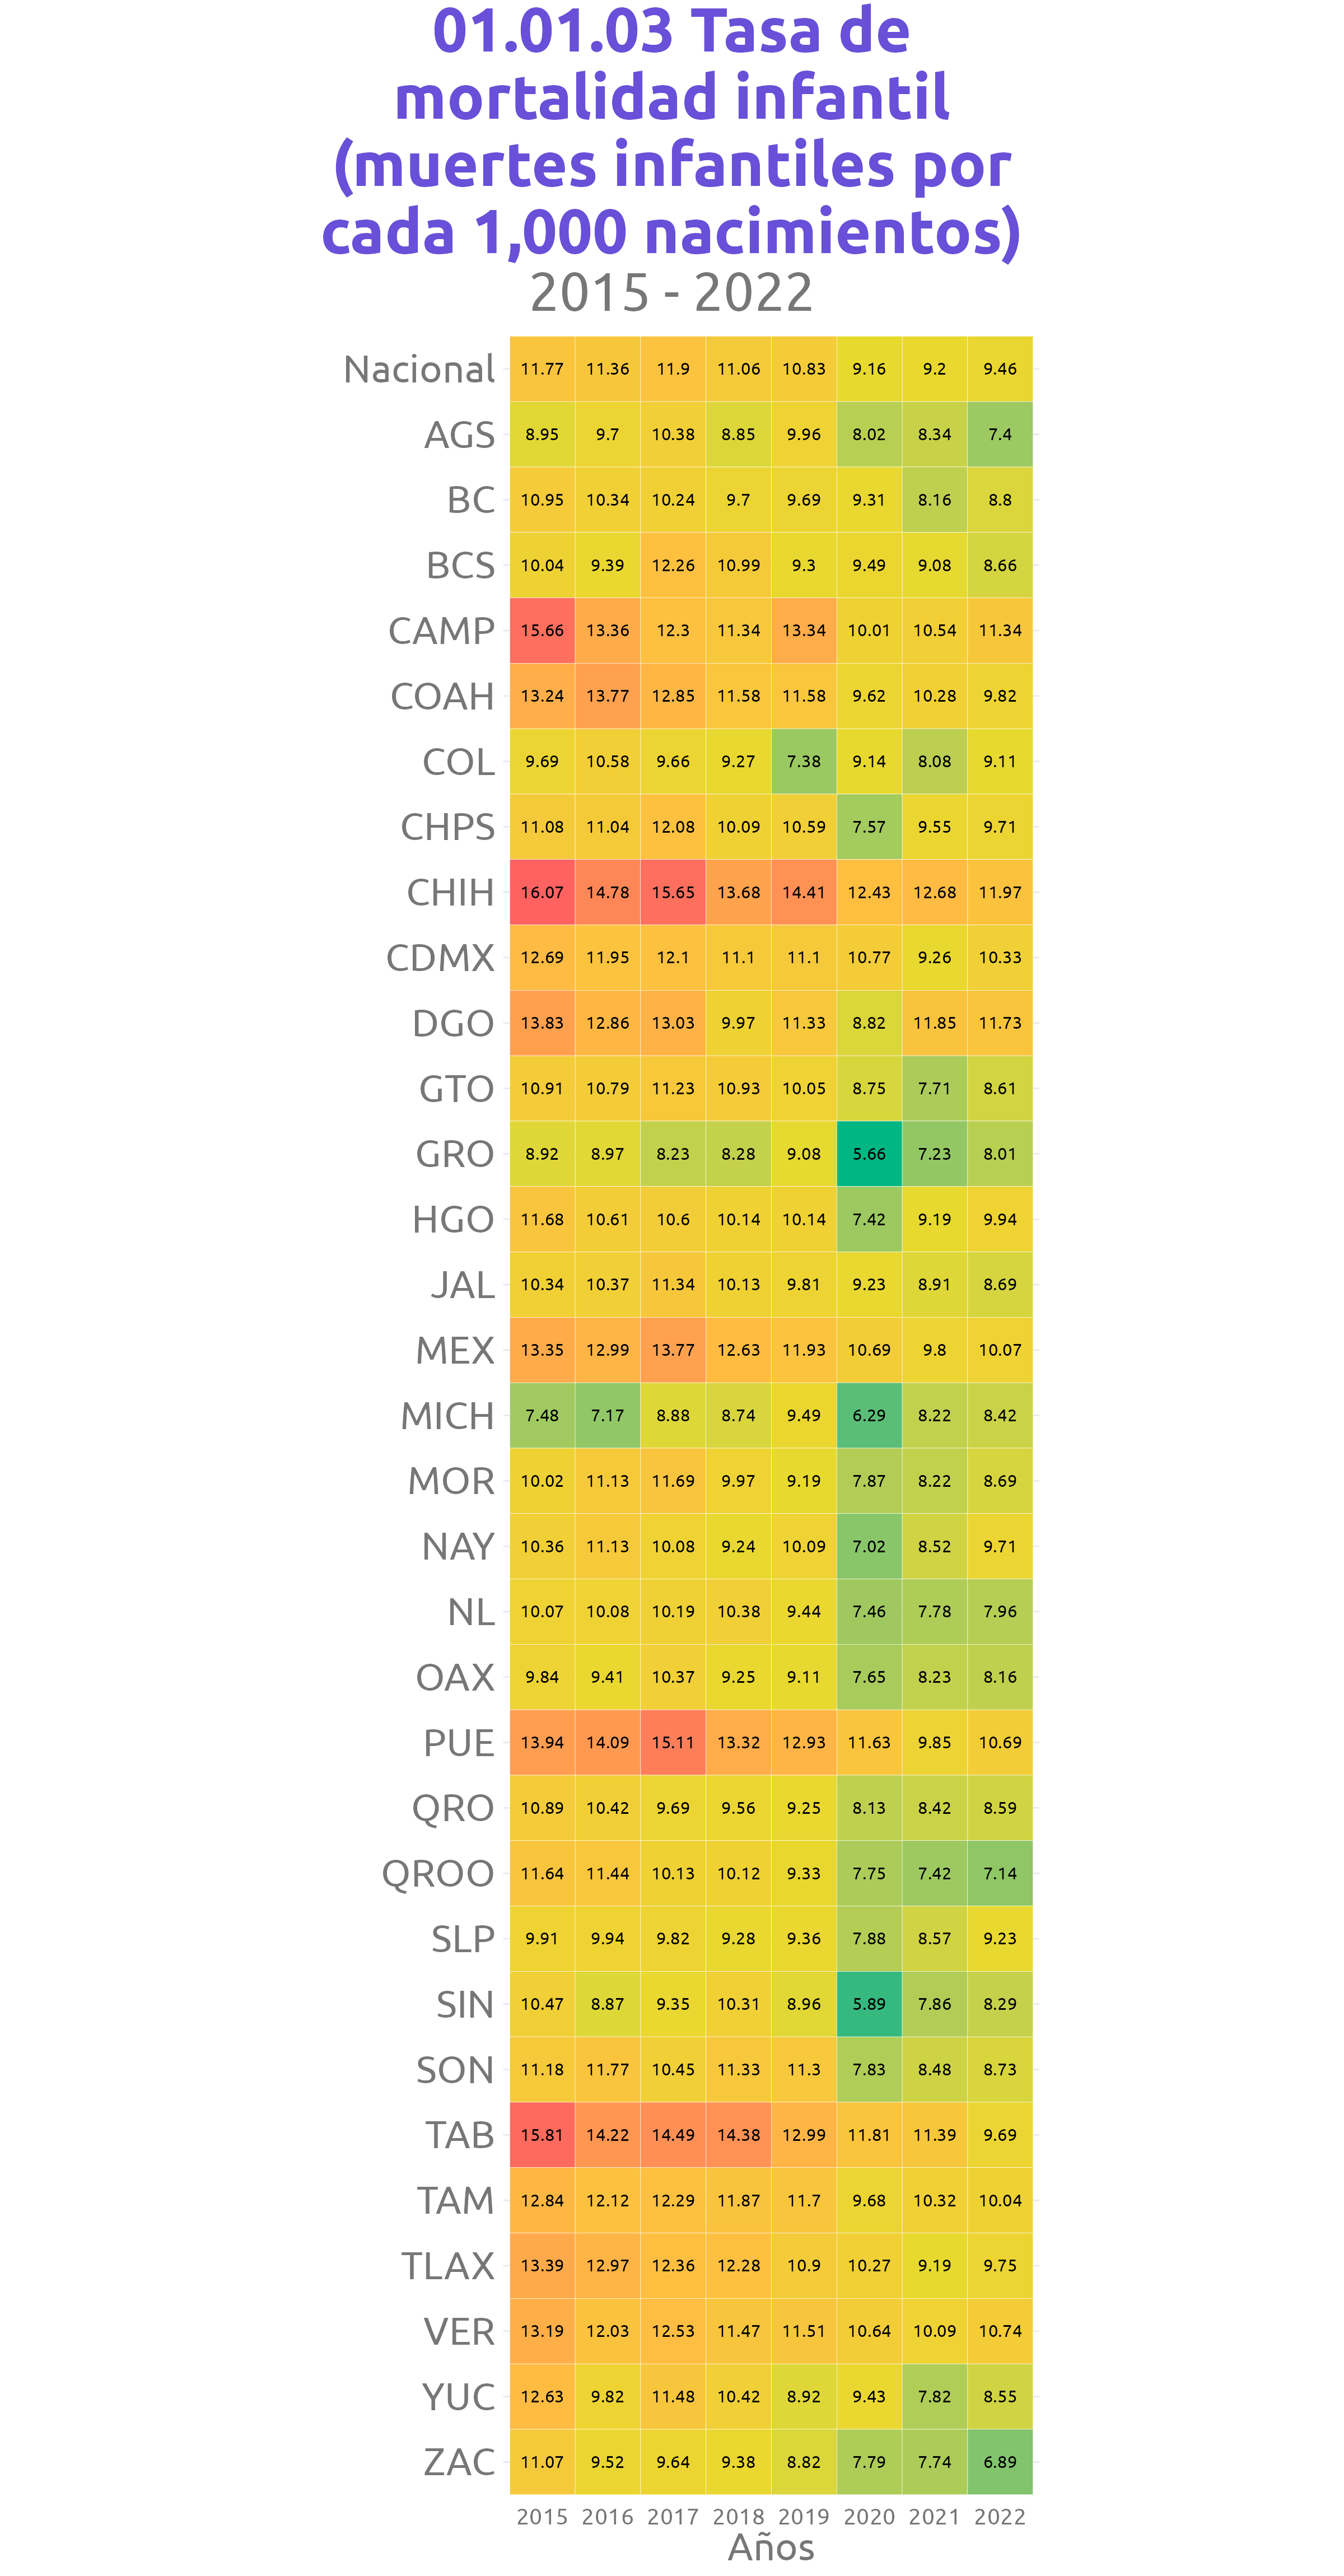 01.01.03 Tasa de
mortalidad infantil
(muertes infantiles por
cada 1,000 nacimientos)
2015 - 2022
Nacional 11.77 11.36 11.9 11.06 10.83 9.16 9.2 9.46
AGS 8.95 9.7 10.38 8.85 9.96 8.02 8.34 7.4
BC 10.95 10.34 10.24 9.7 9.69 9.31 8.16 8.8
BCS 10.04 9.39 12.26 10.99 9.3 9.49 9.08 8.66
CAMP 15.66 13.36 12.3 11.34 13.34 10.01 10.54 11.34
COAH 13.24 13.77 12.85 11.58 11.58 9.62 10.28 9.82
COL 9.69 10.58 9.66 9.27 7.38 9.14 8.08 9.11
CHPS 11.08 11.04 12.08 10.09 10.59 7.57 9.55 9.71
CHIH 16.07 14.78 15.65 13.68 14.41 12.43 12.68 11.97
CDMX 12.69 11.95 12.1 11.1 11.1 10.77 9.26 10.33
DGO 13.83 12.86 13.03 9.97 11.33 8.82 11.85 11.73
GTO 10.91 10.79 11.23 10.93 10.05 8.75 7.71 8.61
GRO 8.92 8.97 8.23 8.28 9.08 5.66 7.23 8.01
HGO 11.68 10.61 10.6 10.14 10.14 7.42 9.19 9.94
JAL 10.34 10.37 11.34 10.13 9.81 9.23 8.91 8.69
MEX 13.35 12.99 13.77 12.63 11.93 10.69 9.8 10.07
MICH 7.48 7.17 8.88 8.74 9.49 6.29 8.22 8.42
MOR 10.02 11.13 11.69 9.97 9.19 7.87 8.22 8.69
NAY 10.36 11.13 10.08 9.24 10.09 7.02 8.52 9.71
NL 10.07 10.08 10.19 10.38 9.44 7.46 7.78 7.96
OAX 9.84 9.41 10.37 9.25 9.11 7.65 8.23 8.16
PUE 13.94 14.09 15.11 13.32 12.93 11.63 9.85 10.69
QRO 10.89 10.42 9.69 9.56 9.25 8.13 8.42 8.59
QROO 11.64 11.44 10.13 10.12 9.33 7.75 7.42 7.14
SLP 9.91 9.94 9.82 9.28 9.36 7.88 8.57 9.23
SIN 10.47 8.87 9.35 10.31 8.96 5.89 7.86 8.29
SON 11.18 11.77 10.45 11.33 11.3 7.83 8.48 8.73
TAB 15.81 14.22 14.49 14.38 12.99 11.81 11.39 9.69
TAM 12.84 12.12 12.29 11.87 11.7 9.68 10.32 10.04
TLAX 13.39 12.97 12.36 12.28 10.9 10.27 9.19 9.75
VER 13.19 12.03 12.53 11.47 11.51 10.64 10.09 10.74
YUC 12.63 9.82 11.48 10.42 8.92 9.43 7.82 8.55
ZAC 11.07 9.52 9.64 9.38 8.82 7.79 7.74 6.89
2015 2016 2017 2018 2019 2020 2021 2022
Años